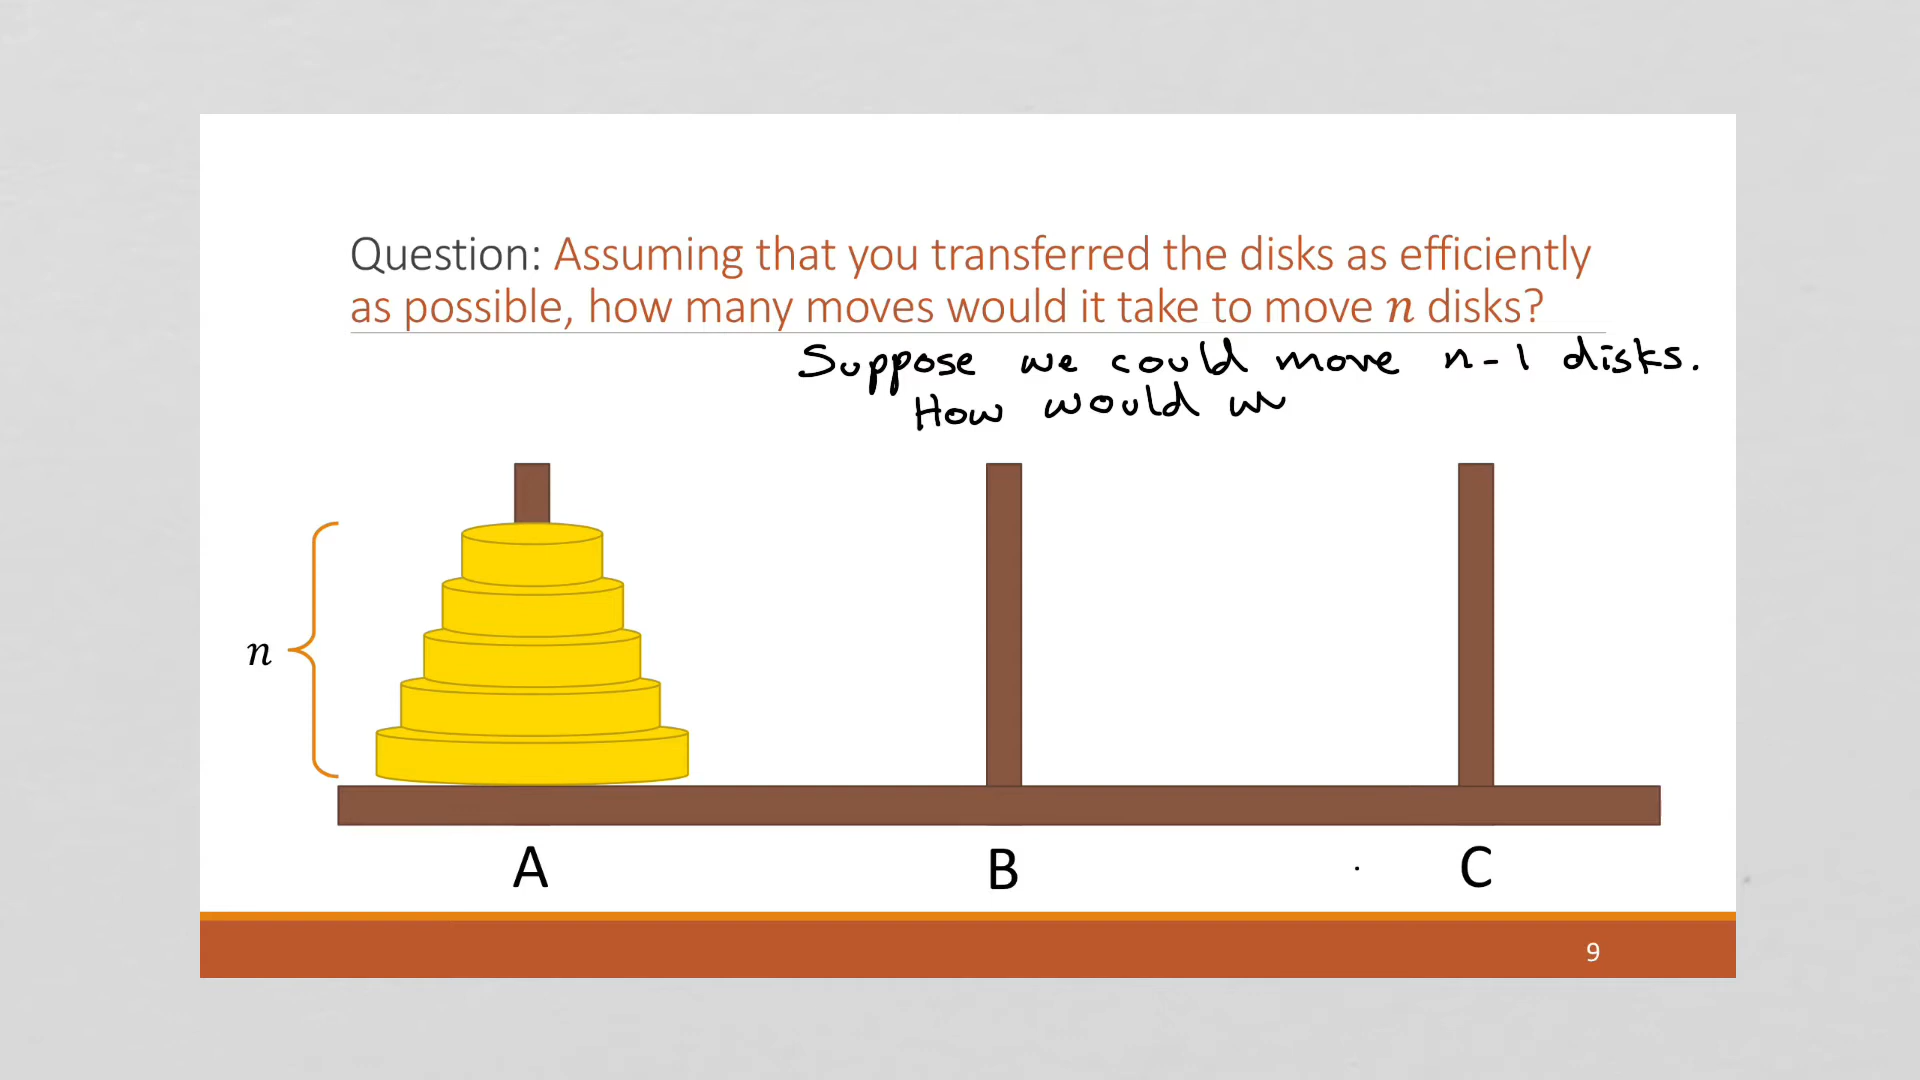 Question: Assuming that you transferred the disks as efficiently
as possible, how many moves would it take to move n disks?
Suppose we could move n-1 disks.
How would
n
A
B
C
9